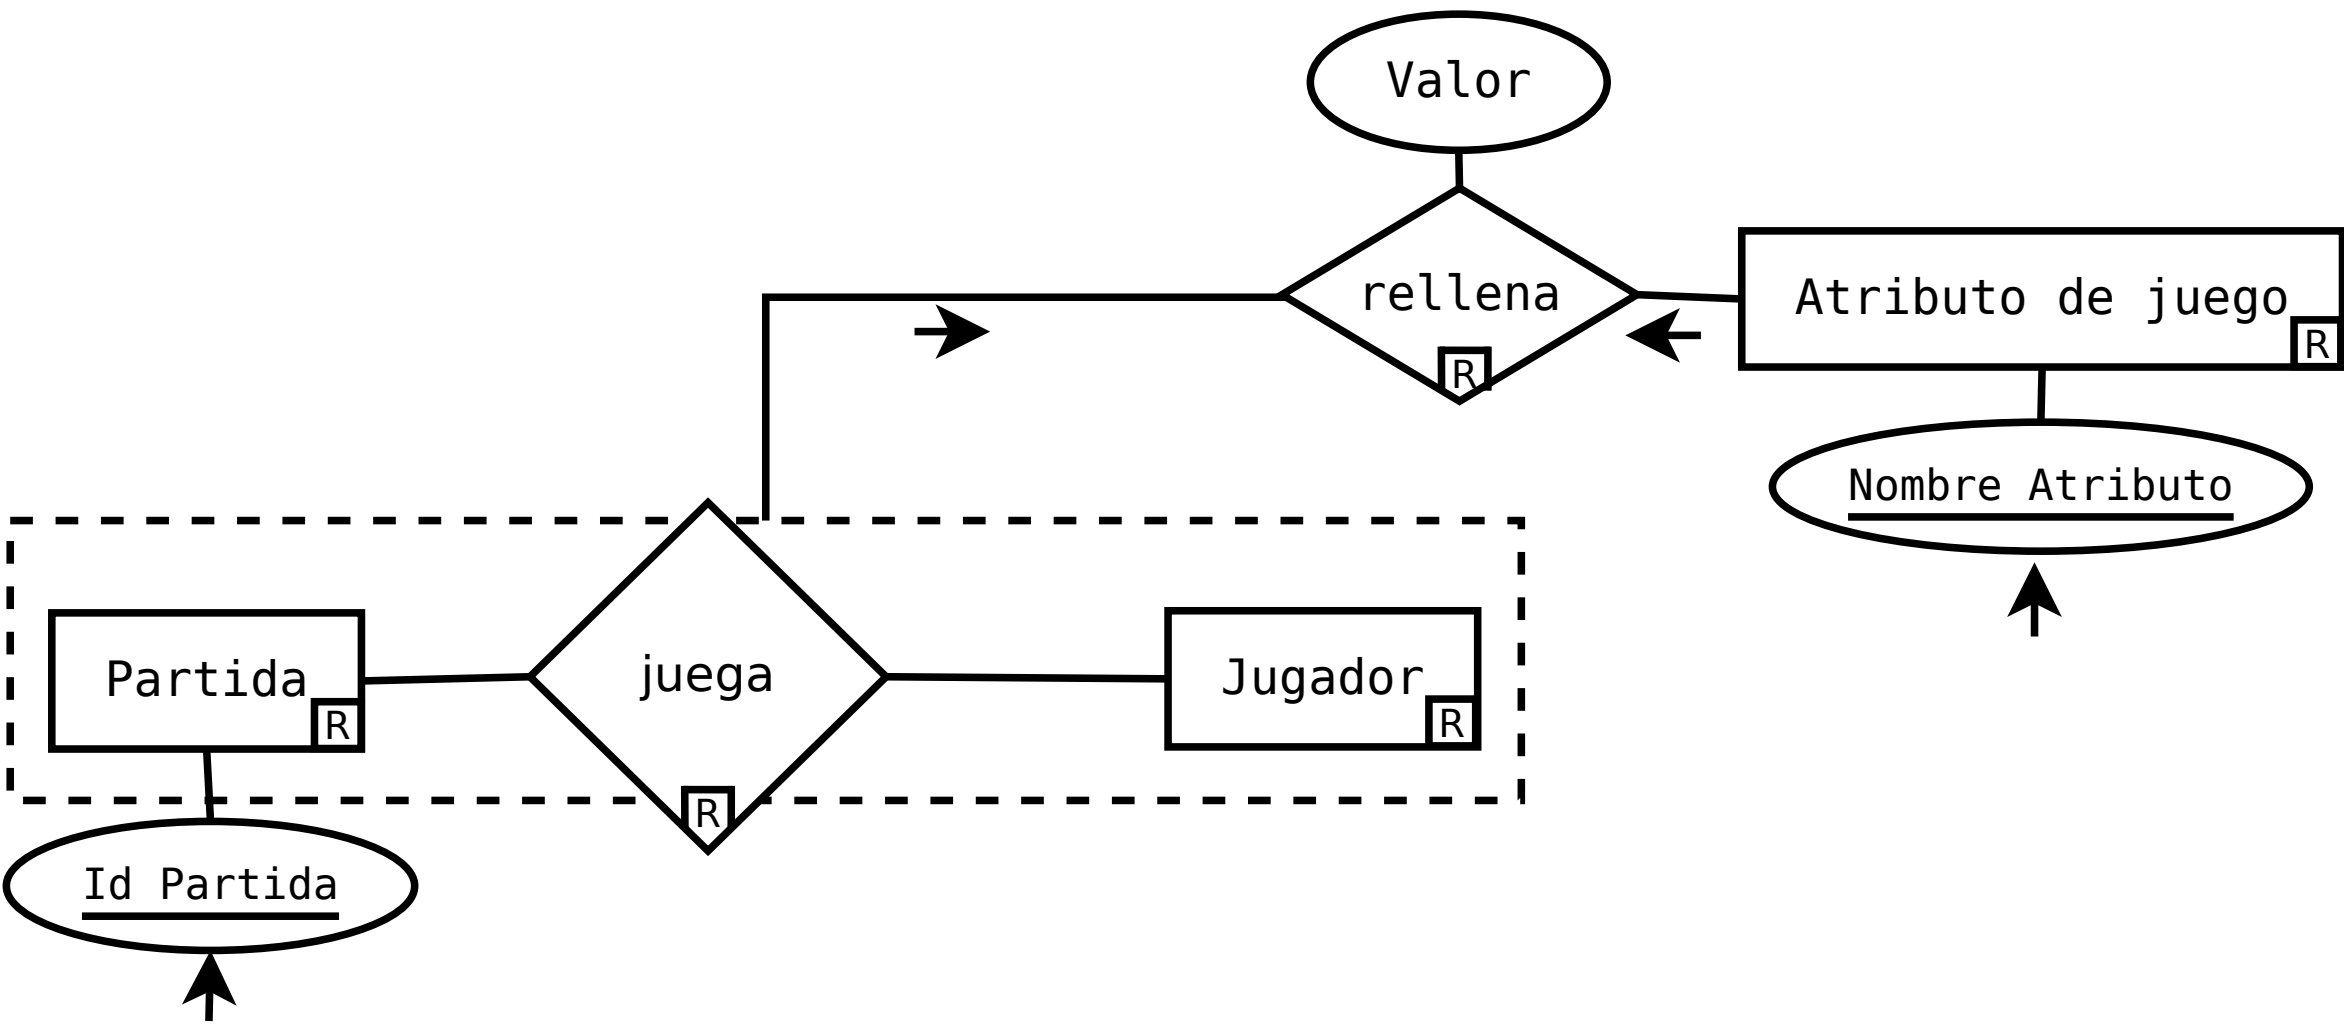 Valor
rellena
R
Atributo de juego
R
Nombre Atributo
juega
R
Partida
R
Jugador
R
Id Partida